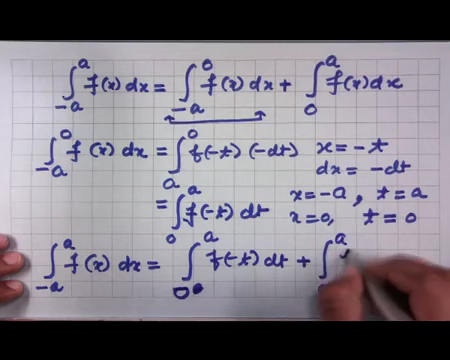 ∫_{-a}^{a} f(x) dx = ∫_{-a}^{0} f(x) dx + ∫_{0}^{a} f(x) dx
∫_{-a}^{0} f(x) dx = ∫_{a}^{0} f(-t) (-dt) x = -t
dx = -dt
= ∫_{0}^{a} f(-t) dt x = -a, t = a
x = 0, t = 0
∫_{-a}^{a} f(x) dx = ∫_{0}^{a} f(-t) dt + ∫^{a}